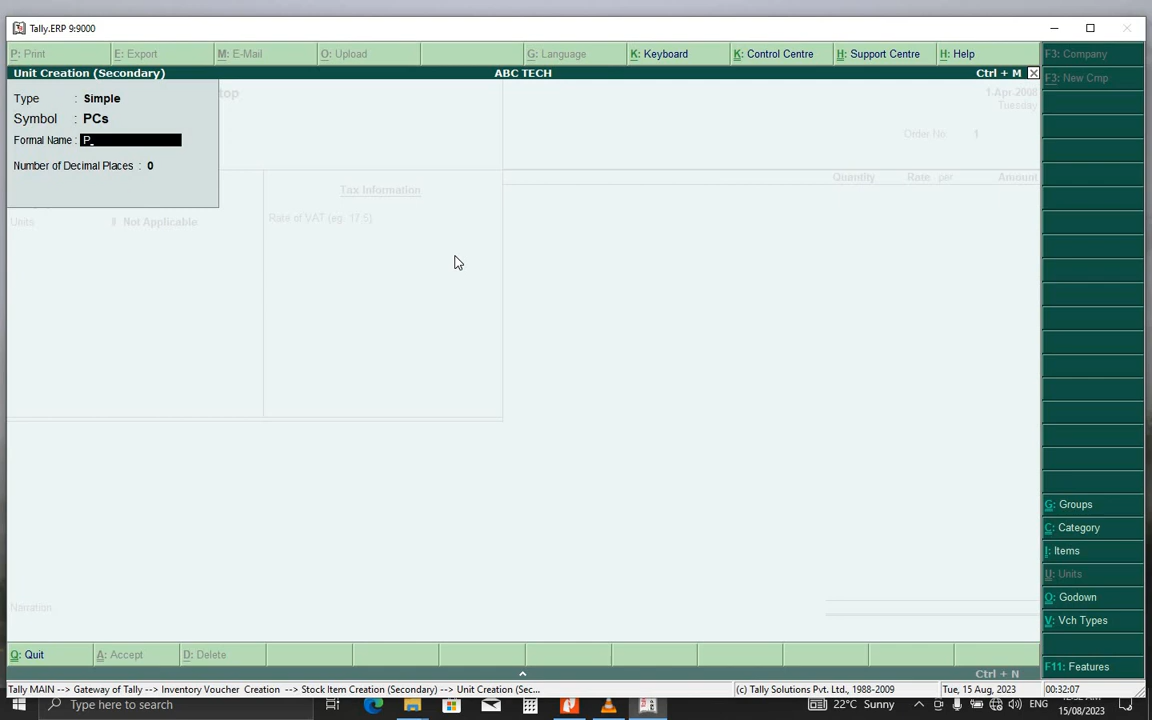 Tally.ERP 9:9000
P: Print
E: Export
M: E-Mail
O: Upload
G: Language
K: Keyboard
K: Control Centre
H: Support Centre
H: Help
F3: Company
F3: New Cmp
Unit Creation (Secondary)
ABC TECH
Ctrl + M
Type : Simple
Symbol : PCs
Formal Name : P
Number of Decimal Places : 0
top
1-Apr-2008
Tuesday
Order No. 1
Tax Information
Quantity Rate per Amount
Units Not Applicable
Rate of VAT (eg. 17.5)
Narration
G: Groups
C: Category
I: Items
U: Units
O: Godown
V: Vch Types
F11: Features
Q: Quit
A: Accept
D: Delete
Ctrl + N
Tally MAIN --> Gateway of Tally --> Inventory Voucher Creation --> Stock Item Creation (Secondary) --> Unit Creation (Sec...
(c) Tally Solutions Pvt. Ltd., 1988-2009
Tue, 15 Aug, 2023
00:32:07
Type here to search
22°C Sunny
ENG
15/08/2023